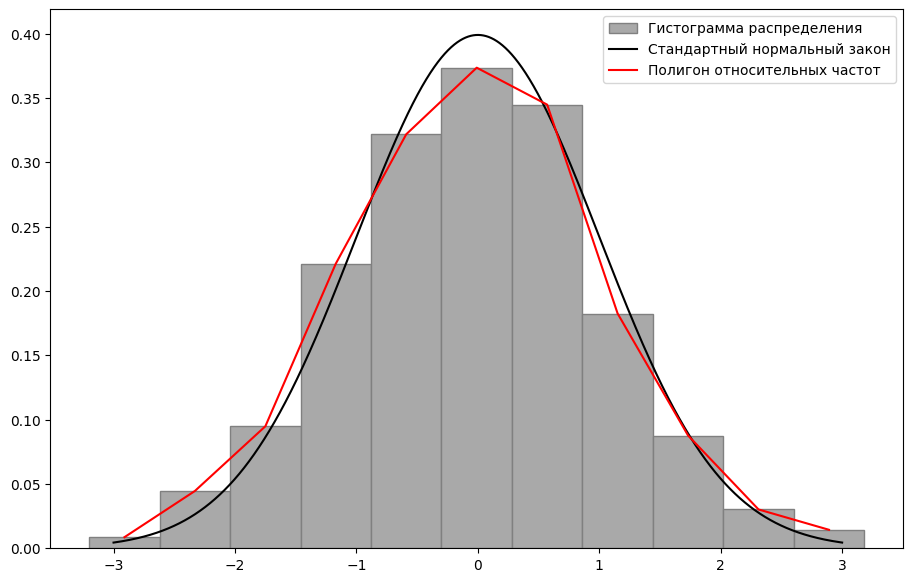 Гистограмма распределения
Стандартный нормальный закон
Полигон относительных частот
0.40
0.35
0.30
0.25
0.20
0.15
0.10
0.05
0.00
−3 −2 −1 0 1 2 3